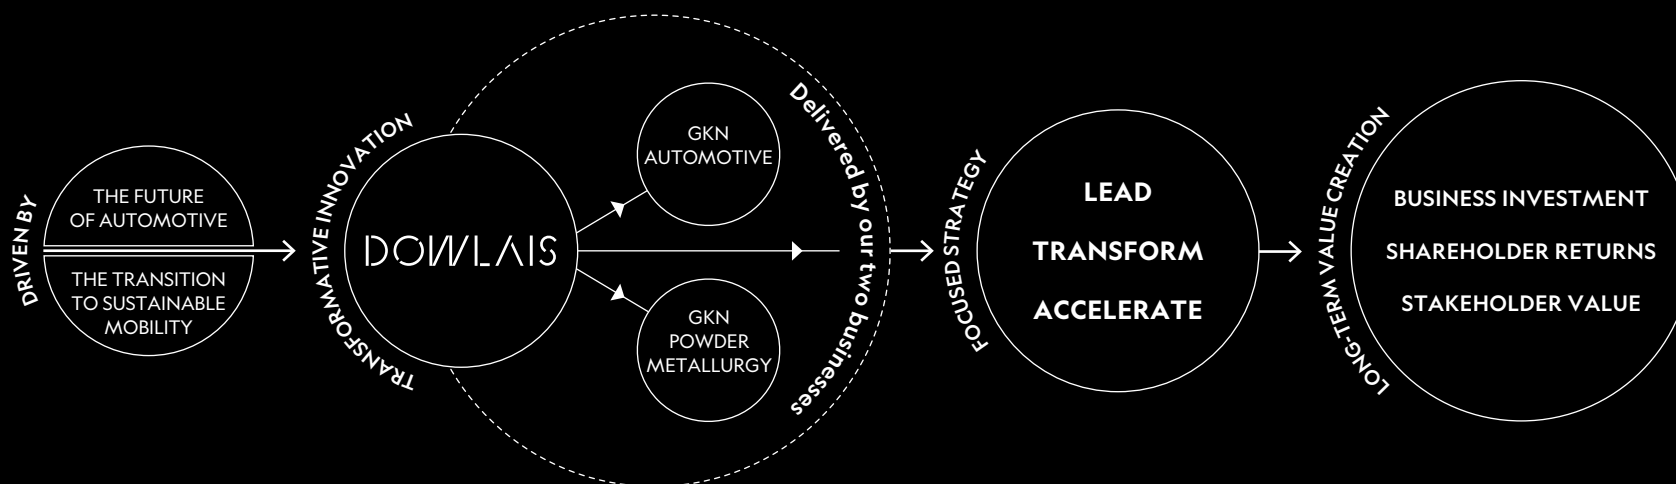 DRIVEN BY
THE FUTURE
OF AUTOMOTIVE
THE TRANSITION
TO SUSTAINABLE
MOBILITY
TRANSFORMATIVE INNOVATION
DOWLAIS
GKN
AUTOMOTIVE
GKN
POWDER
METALLURGY
Delivered by our two businesses
FOCUSED STRATEGY
LEAD
TRANSFORM
ACCELERATE
LONG-TERM VALUE CREATION
BUSINESS INVESTMENT
SHAREHOLDER RETURNS
STAKEHOLDER VALUE